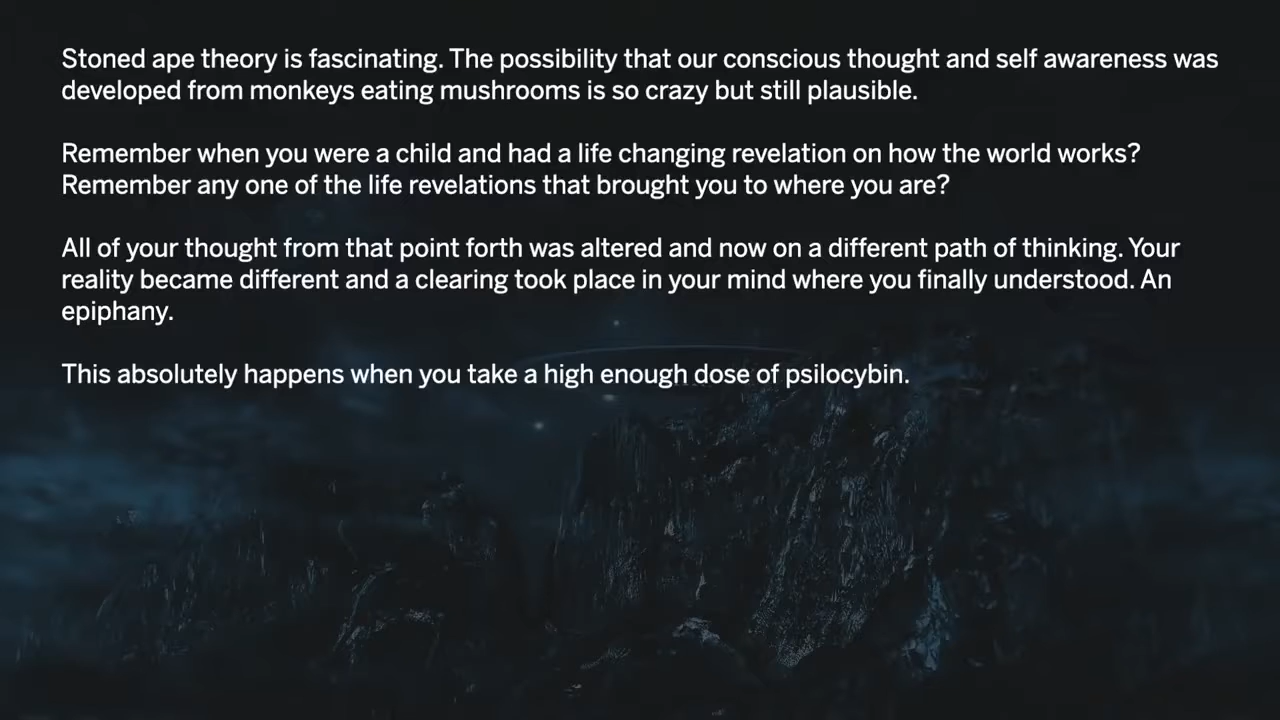 Stoned ape theory is fascinating. The possibility that our conscious thought and self awareness was
developed from monkeys eating mushrooms is so crazy but still plausible.
Remember when you were a child and had a life changing revelation on how the world works?
Remember any one of the life revelations that brought you to where you are?
All of your thought from that point forth was altered and now on a different path of thinking. Your
reality became different and a clearing took place in your mind where you finally understood. An
epiphany.
This absolutely happens when you take a high enough dose of psilocybin.